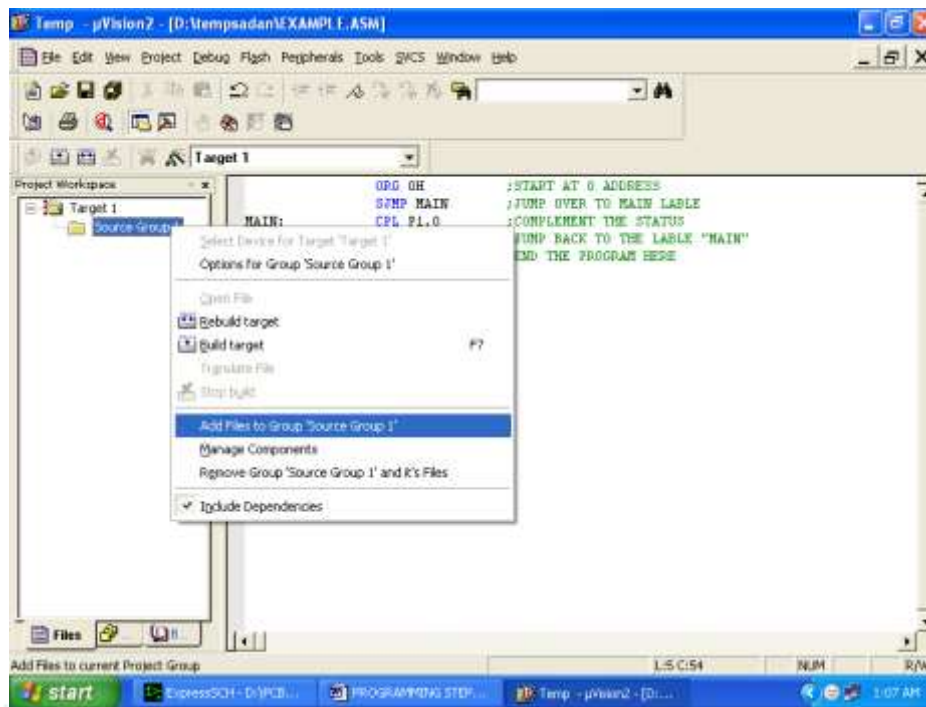 Temp - µVision2 - [D:\tempsadan\EXAMPLE.ASM]
File Edit View Project Debug Flash Peripherals Tools SVCS Window Help
Target 1
Project Workspace
Target 1
Source Group 1
ORG 0H ;START AT 0 ADDRESS
SJMP MAIN ;JUMP OVER TO MAIN LABLE
MAIN: CPL P1.0 ;COMPLEMENT THE STATUS
JUMP BACK TO THE LABLE "MAIN"
END THE PROGRAM HERE
Select Device for Target 'Target 1'
Options for Group 'Source Group 1'
Open File
Rebuild target
Build target F7
Translate File
Stop build
Add Files to Group 'Source Group 1'
Manage Components
Remove Group 'Source Group 1' and it's Files
Include Dependencies
Files
Add Files to current Project Group
L:5 C:54 NUM R/W
start ExpressSCH - D:\PCB... PROGRAMMING STEP... Temp - µVision2 - [D:... 1:07 AM